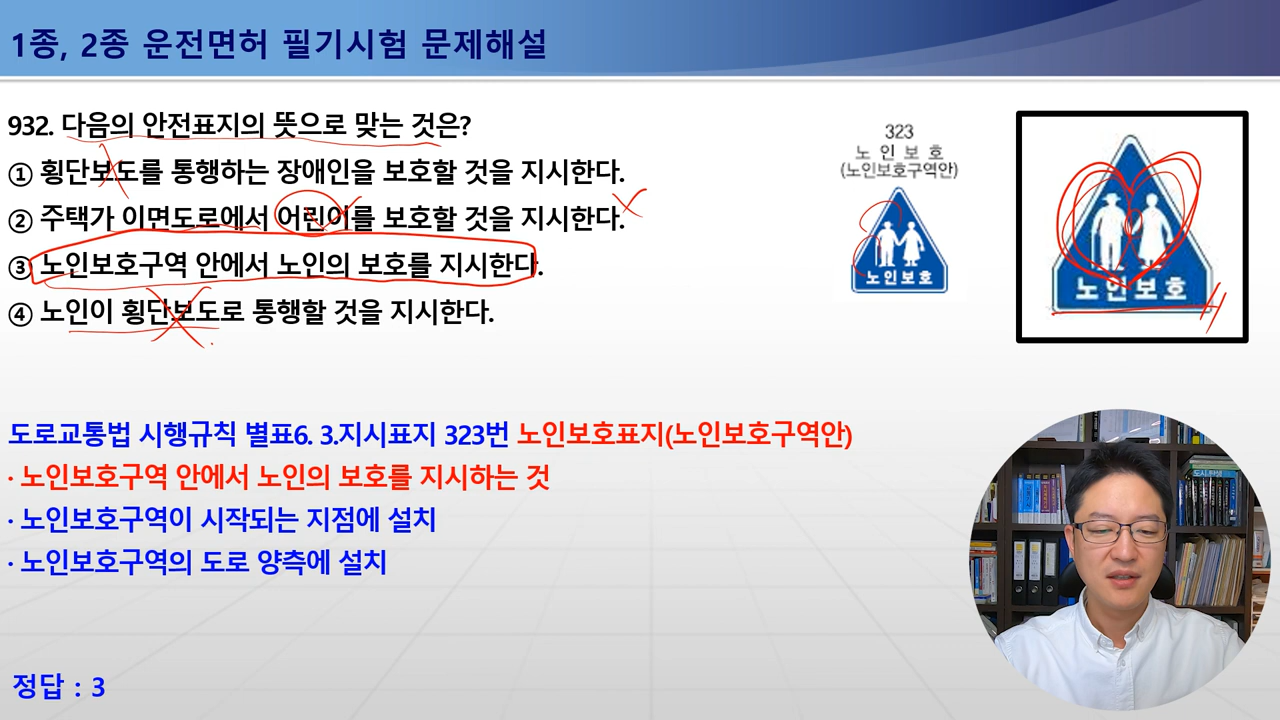 1종, 2종 운전면허 필기시험 문제해설
932. 다음의 안전표지의 뜻으로 맞는 것은?
① 횡단보도를 통행하는 장애인을 보호할 것을 지시한다.
② 주택가 이면도로에서 어린이를 보호할 것을 지시한다.
③ 노인보호구역 안에서 노인의 보호를 지시한다.
④ 노인이 횡단보도로 통행할 것을 지시한다.
323
노 인 보 호
(노인보호구역안)
노인보호
노인보호
도로교통법 시행규칙 별표6. 3.지시표지 323번 노인보호표지(노인보호구역안)
· 노인보호구역 안에서 노인의 보호를 지시하는 것
· 노인보호구역이 시작되는 지점에 설치
· 노인보호구역의 도로 양측에 설치
정답 : 3